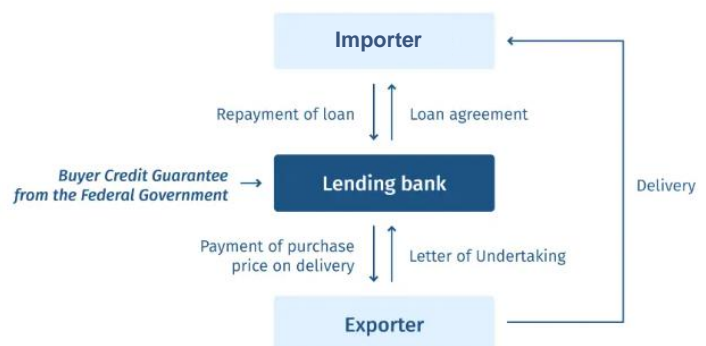 Importer
Repayment of loan
Loan agreement
Buyer Credit Guarantee
from the Federal Government
Lending bank
Delivery
Payment of purchase
price on delivery
Letter of Undertaking
Exporter